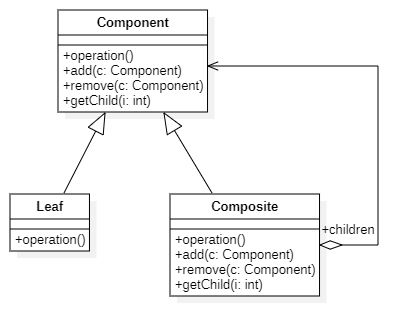 Component
+operation()
+add(c: Component)
+remove(c: Component)
+getChild(i: int)
Leaf
+operation()
Composite
+operation()
+add(c: Component)
+remove(c: Component)
+getChild(i: int)
+children